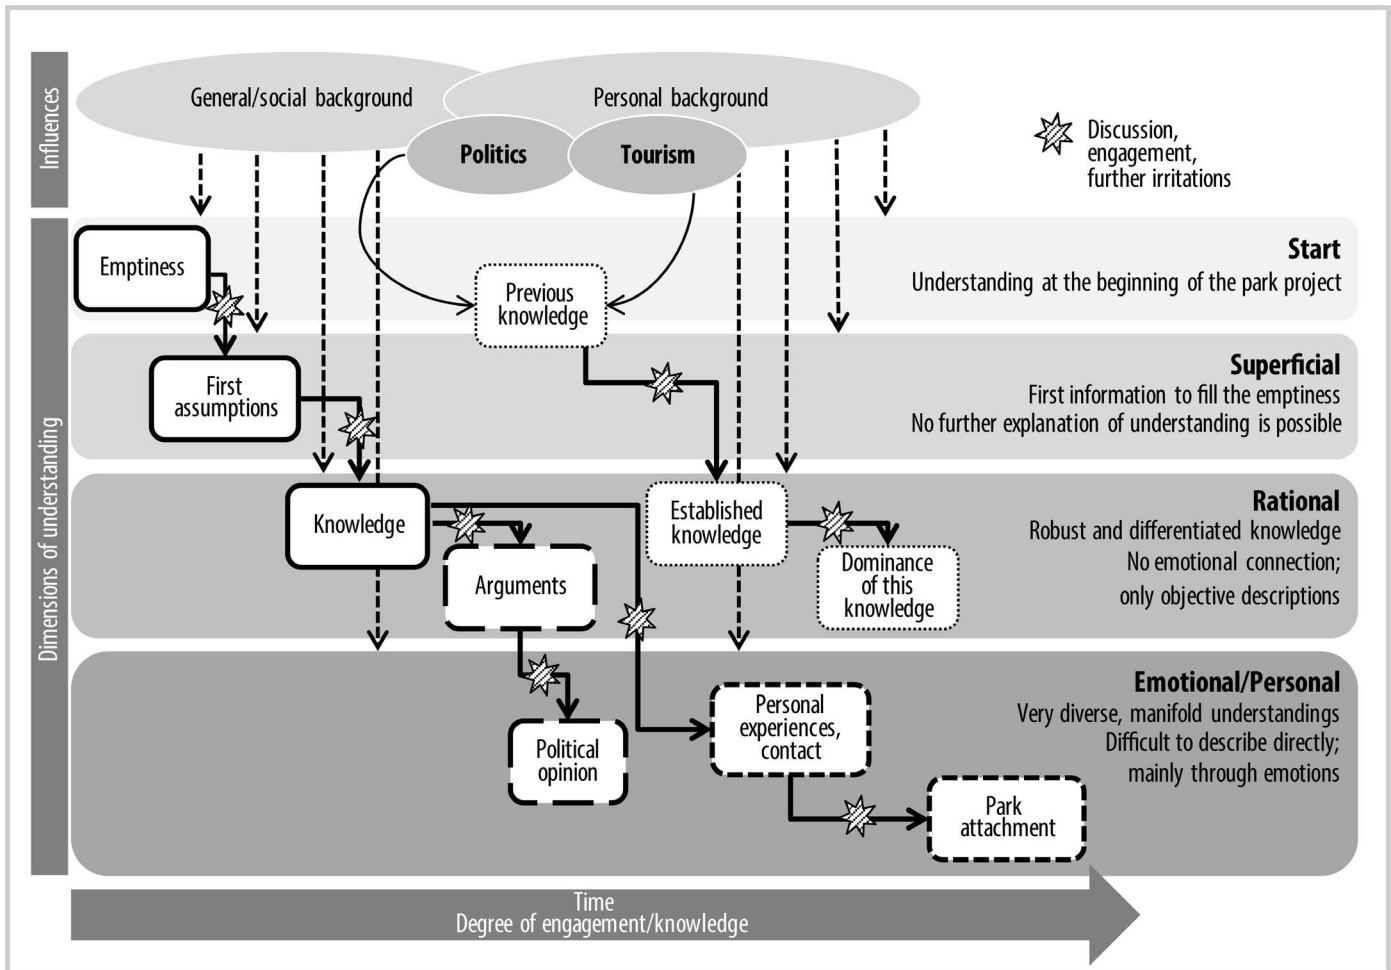 Influences
General/social background
Personal background
Politics
Tourism
Discussion,
engagement,
further irritations
Dimensions of understanding
Start
Understanding at the beginning of the park project
Emptiness
Previous
knowledge
Superficial
First information to fill the emptiness
No further explanation of understanding is possible
First
assumptions
Rational
Robust and differentiated knowledge
No emotional connection;
only objective descriptions
Knowledge
Arguments
Established
knowledge
Dominance
of this
knowledge
Emotional/Personal
Very diverse, manifold understandings
Difficult to describe directly;
mainly through emotions
Political
opinion
Personal
experiences,
contact
Park
attachment
Time
Degree of engagement/knowledge